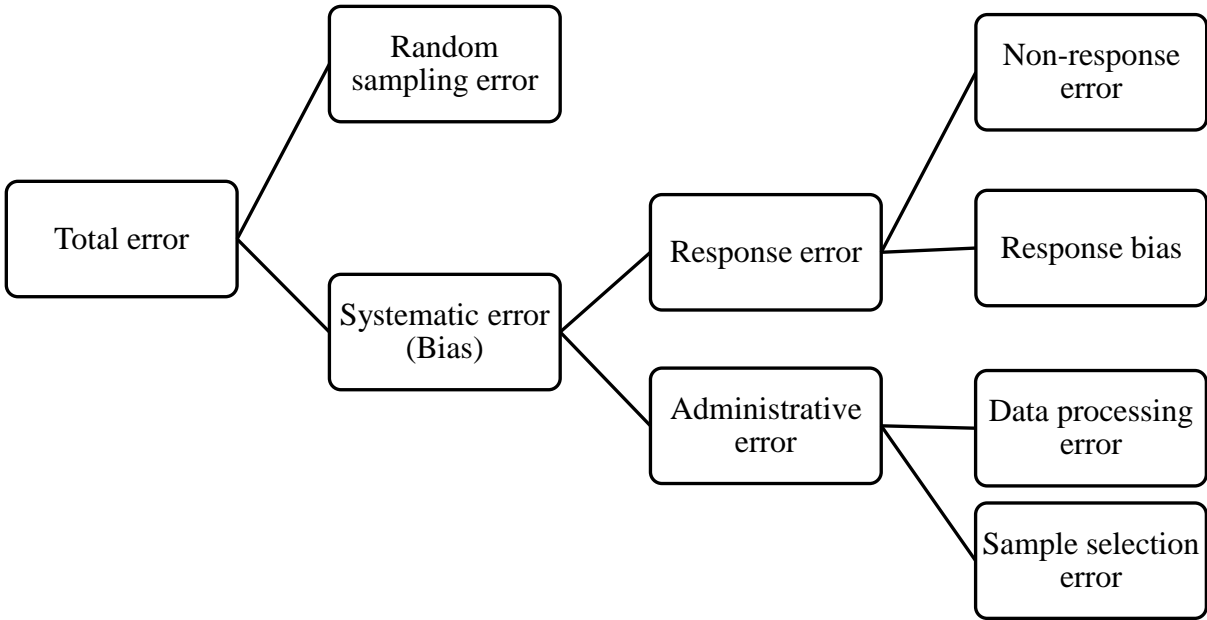 Total error
Random
sampling error
Systematic error
(Bias)
Response error
Administrative
error
Non-response
error
Response bias
Data processing
error
Sample selection
error